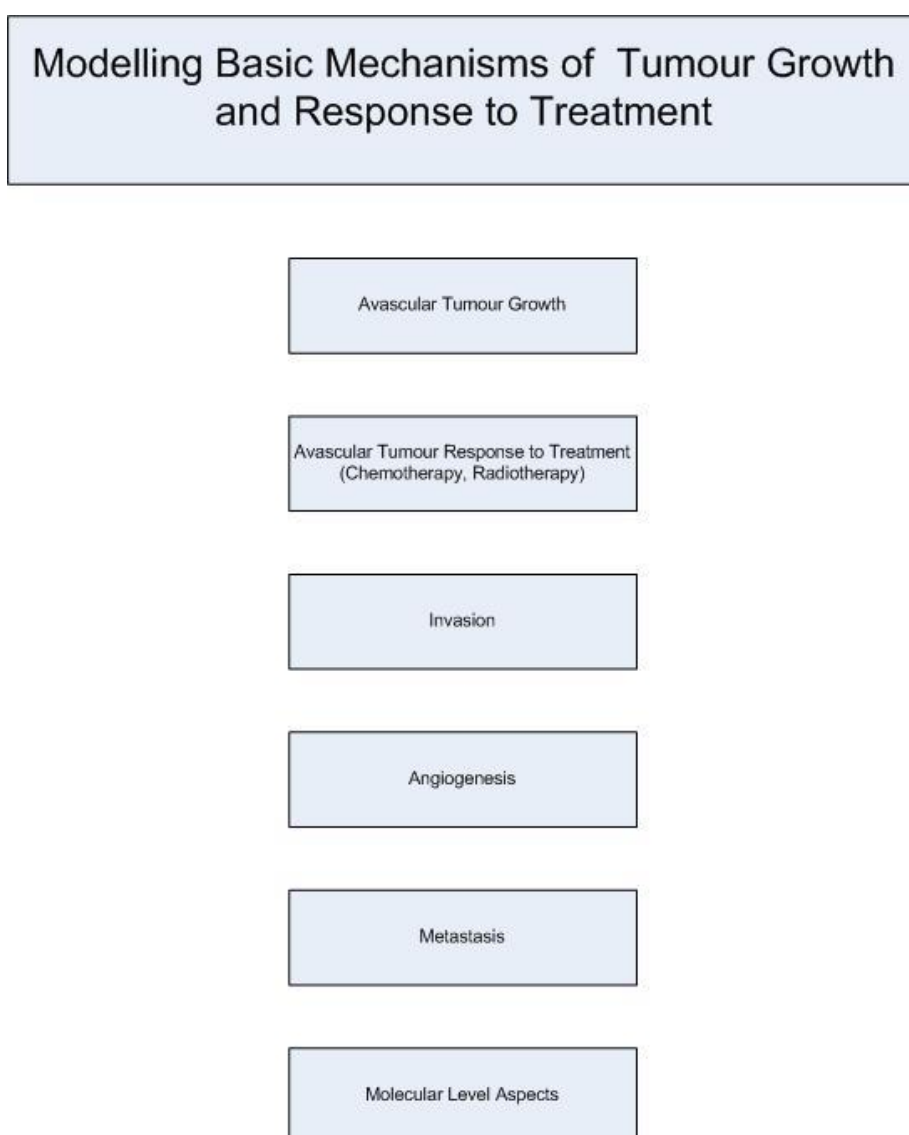 Modelling Basic Mechanisms of  Tumour Growth
and Response to Treatment
Avascular Tumour Growth
Avascular Tumour Response to Treatment
(Chemotherapy, Radiotherapy)
Invasion
Angiogenesis
Metastasis
Molecular Level Aspects